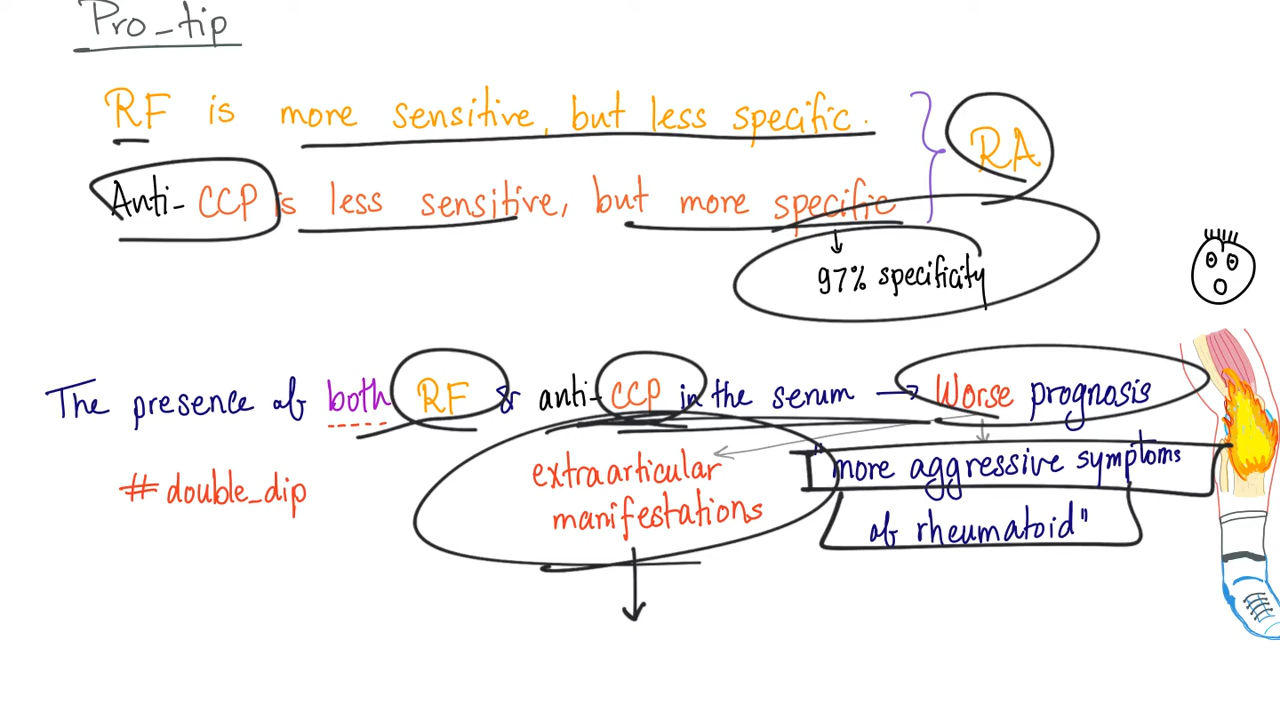 Pro-tip
RF is more sensitive, but less specific.
RA
Anti-CCP is less sensitive, but more specific
97% specificity
The presence of both RF & anti-CCP in the serum → Worse prognosis
extraarticular
manifestations
"more aggressive symptoms
of rheumatoid"
#double_dip